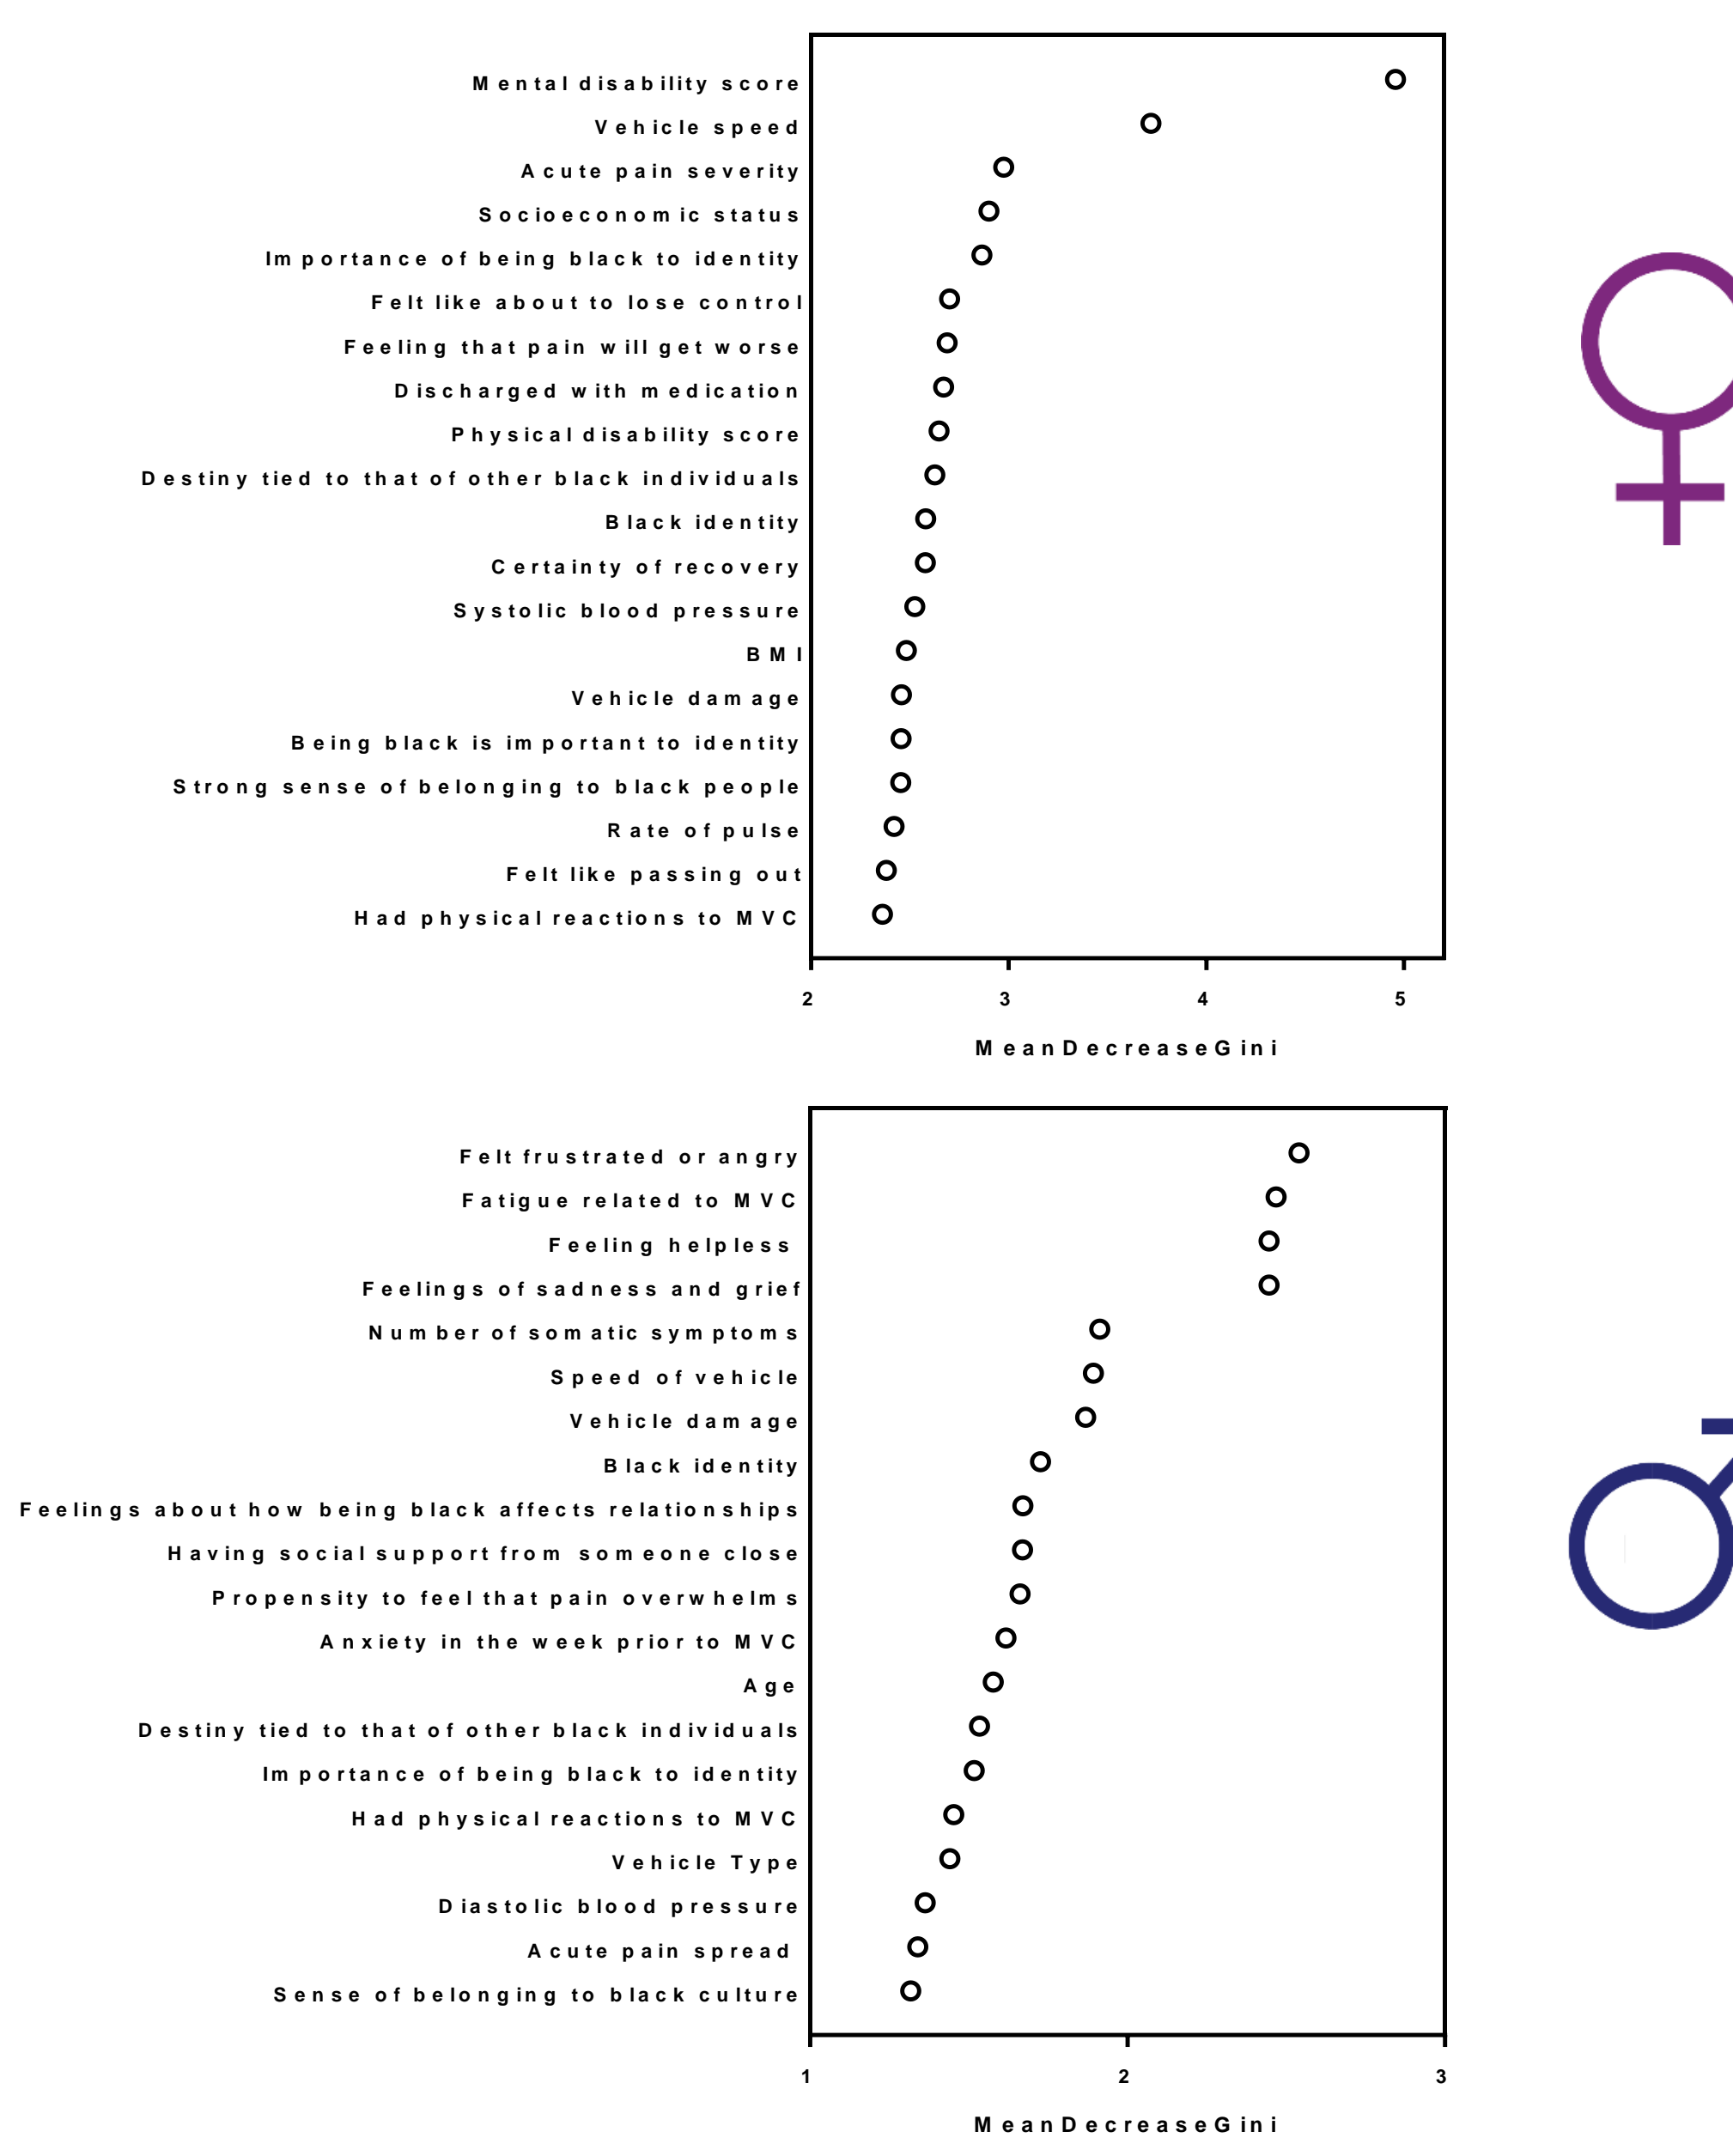 Mental disability score
Vehicle speed
Acute pain severity
Socioeconomic status
Importance of being black to identity
Felt like about to lose control
Feeling that pain will get worse
Discharged with medication
Physical disability score
Destiny tied to that of other black individuals
Black identity
Certainty of recovery
Systolic blood pressure
BMI
Vehicle damage
Being black is important to identity
Strong sense of belonging to black people
Rate of pulse
Felt like passing out
Had physical reactions to MVC
2 3 4 5
MeanDecreaseGini
Felt frustrated or angry
Fatigue related to MVC
Feeling helpless
Feelings of sadness and grief
Number of somatic symptoms
Speed of vehicle
Vehicle damage
Black identity
Feelings about how being black affects relationships
Having social support from someone close
Propensity to feel that pain overwhelms
Anxiety in the week prior to MVC
Age
Destiny tied to that of other black individuals
Importance of being black to identity
Had physical reactions to MVC
Vehicle Type
Diastolic blood pressure
Acute pain spread
Sense of belonging to black culture
1 2 3
MeanDecreaseGini